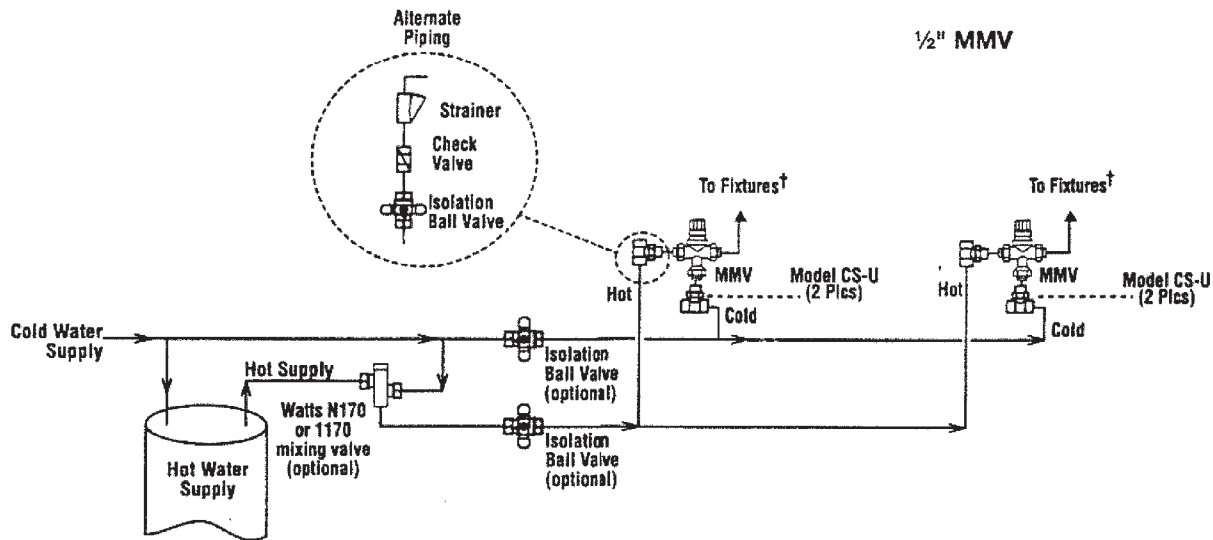 Alternate
Piping
½" MMV
Strainer
Check
Valve
Isolation
Ball Valve
To Fixtures†
To Fixtures†
MMV
Model CS-U
(2 Plcs)
Hot
Cold
MMV
Model CS-U
(2 Plcs)
Hot
Cold
Cold Water
Supply
Isolation
Ball Valve
(optional)
Hot Supply
Watts N170
or 1170
mixing valve
(optional)
Isolation
Ball Valve
(optional)
Hot Water
Supply